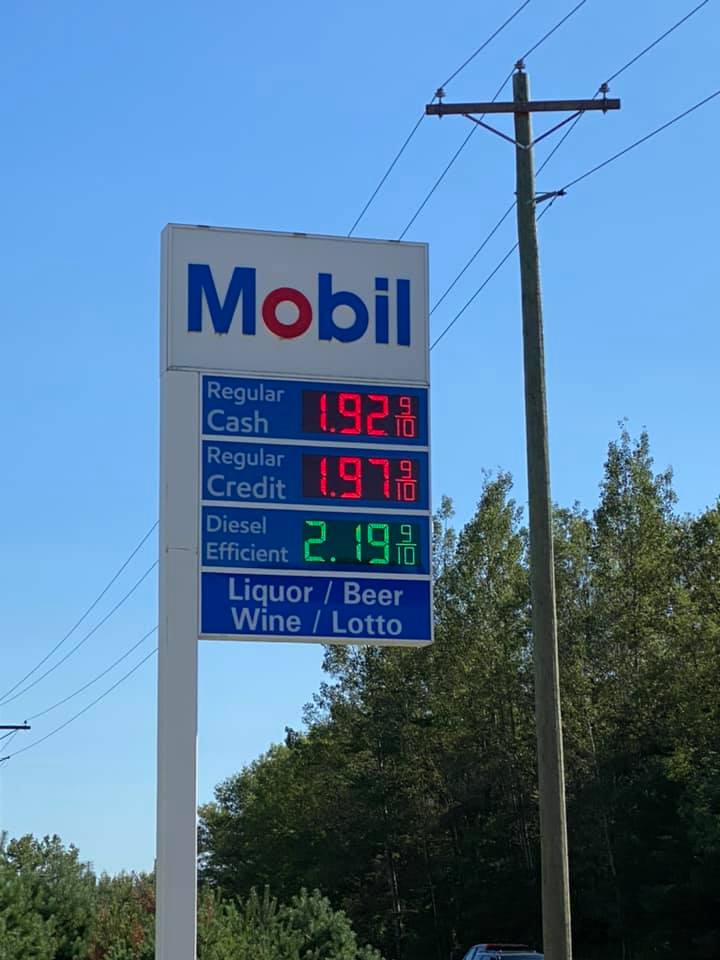 Mobil
Regular
Cash
1.92 9/10
Regular
Credit
1.97 9/10
Diesel
Efficient
2.19 9/10
Liquor / Beer
Wine / Lotto